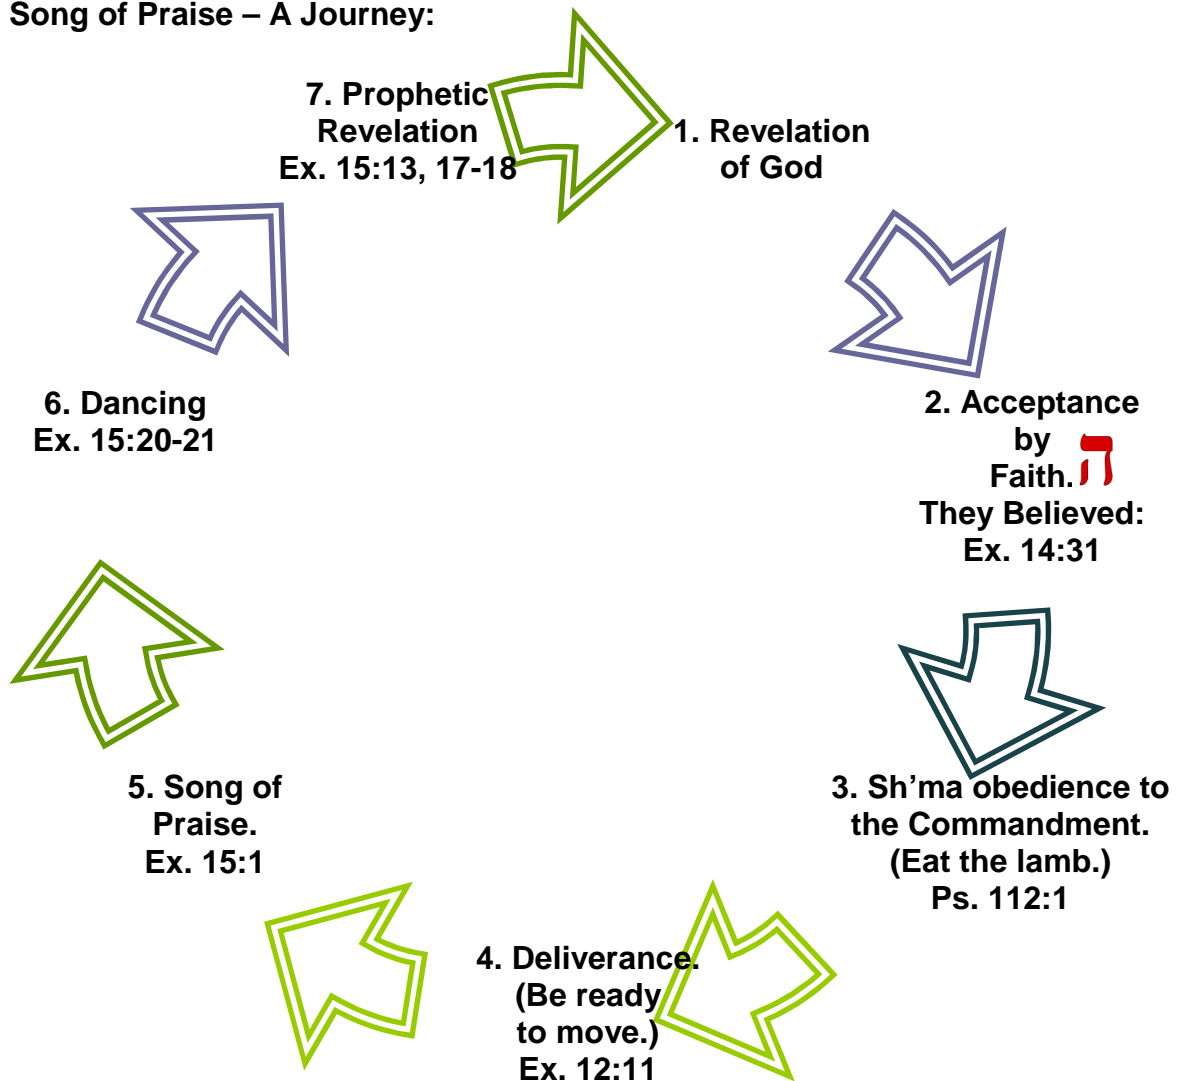 Song of Praise – A Journey:
7. Prophetic
Revelation
Ex. 15:13, 17-18
1. Revelation
of God
2. Acceptance
by
Faith. ה
They Believed:
Ex. 14:31
3. Sh’ma obedience to
the Commandment.
(Eat the lamb.)
Ps. 112:1
4. Deliverance.
(Be ready
to move.)
Ex. 12:11
5. Song of
Praise.
Ex. 15:1
6. Dancing
Ex. 15:20-21